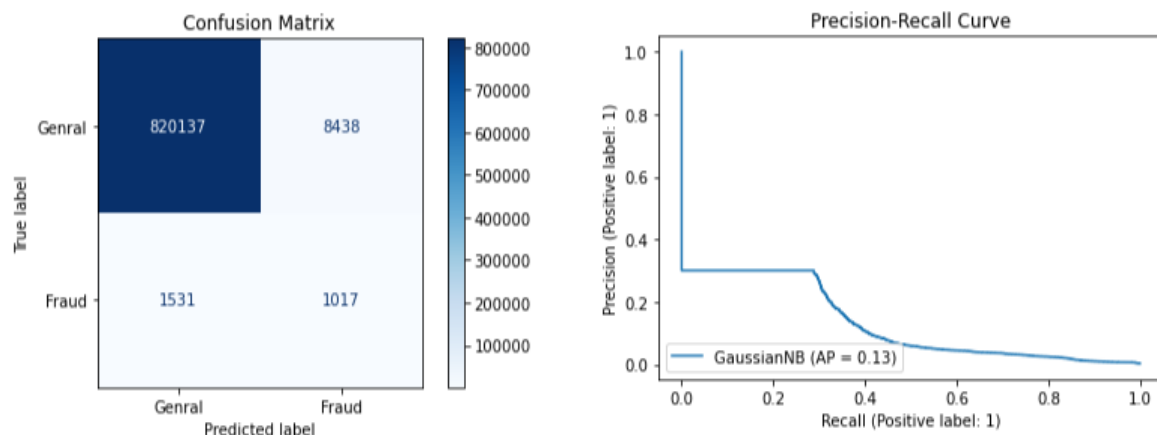 Confusion Matrix
Genral
820137
8438
True label
Fraud
1531
1017
Genral
Fraud
Predicted label
800000
700000
600000
500000
400000
300000
200000
100000
Precision-Recall Curve
1.0
0.8
0.6
0.4
0.2
0.0
Precision (Positive label: 1)
GaussianNB (AP = 0.13)
0.0
0.2
0.4
0.6
0.8
1.0
Recall (Positive label: 1)